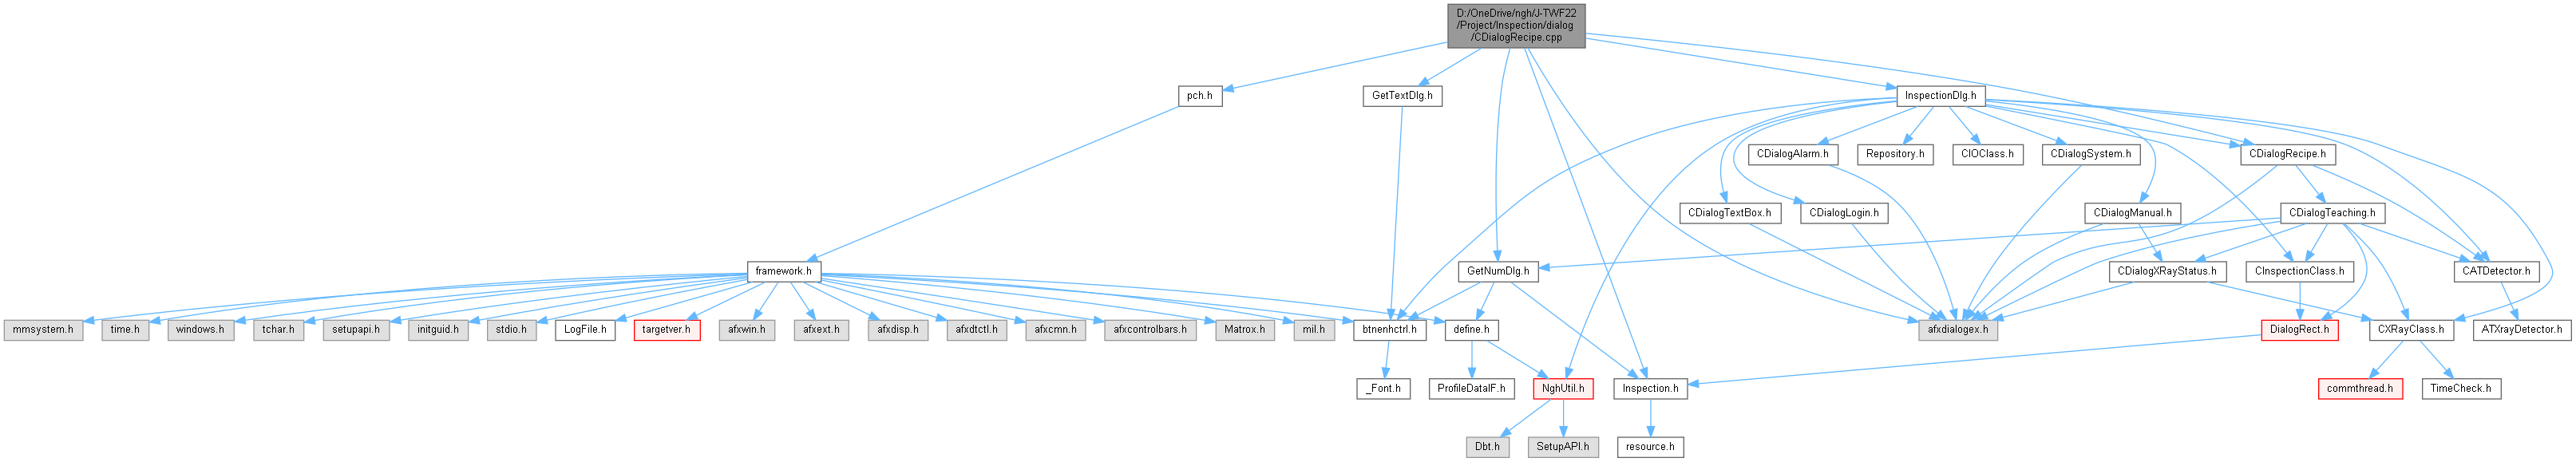 D:/OneDrive/ngh/J-TWF22
/Project/Inspection/dialog
/CDialogRecipe.cpp
pch.h
GetTextDlg.h
InspectionDlg.h
CDialogAlarm.h
Repository.h
CIOClass.h
CDialogSystem.h
CDialogRecipe.h
CDialogTextBox.h
CDialogLogin.h
CDialogManual.h
CDialogTeaching.h
framework.h
GetNumDlg.h
CDialogXRayStatus.h
CInspectionClass.h
CATDetector.h
mmsystem.h
time.h
windows.h
tchar.h
setupapi.h
initguid.h
stdio.h
LogFile.h
targetver.h
afxwin.h
afxext.h
afxdisp.h
afxdtctl.h
afxcmn.h
afxcontrolbars.h
Matrox.h
mil.h
btnenhctrl.h
define.h
afxdialogex.h
DialogRect.h
CXRayClass.h
ATXrayDetector.h
_Font.h
ProfileDataIF.h
NghUtil.h
Inspection.h
commthread.h
TimeCheck.h
Dbt.h
SetupAPI.h
resource.h